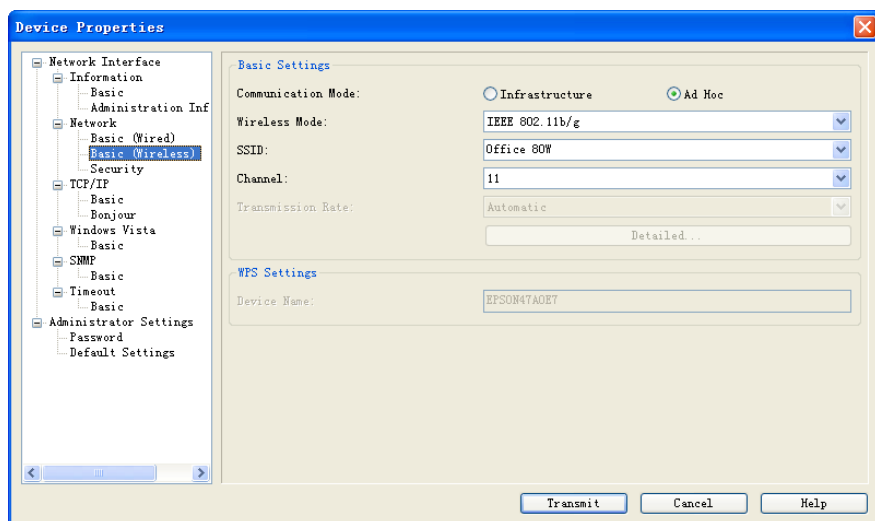 Device Properties
Network Interface
Information
Basic
Administration Inf
Network
Basic (Wired)
Basic (Wireless)
Security
TCP/IP
Basic
Bonjour
Windows Vista
Basic
SNMP
Basic
Timeout
Basic
Administrator Settings
Password
Default Settings
Basic Settings
Communication Mode: Infrastructure Ad Hoc
Wireless Mode: IEEE 802.11b/g
SSID: Office 80W
Channel: 11
Transmission Rate: Automatic
Detailed...
WPS Settings
Device Name: EPSON47A0E7
Transmit Cancel Help